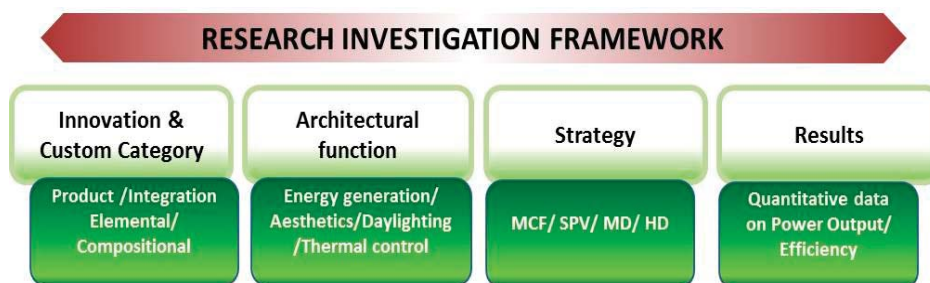 RESEARCH INVESTIGATION FRAMEWORK
Innovation &
Custom Category
Product /Integration
Elemental/
Compositional
Architectural
function
Energy generation/
Aesthetics/Daylighting
/Thermal control
Strategy
MCF/ SPV/ MD/ HD
Results
Quantitative data
on Power Output/
Efficiency